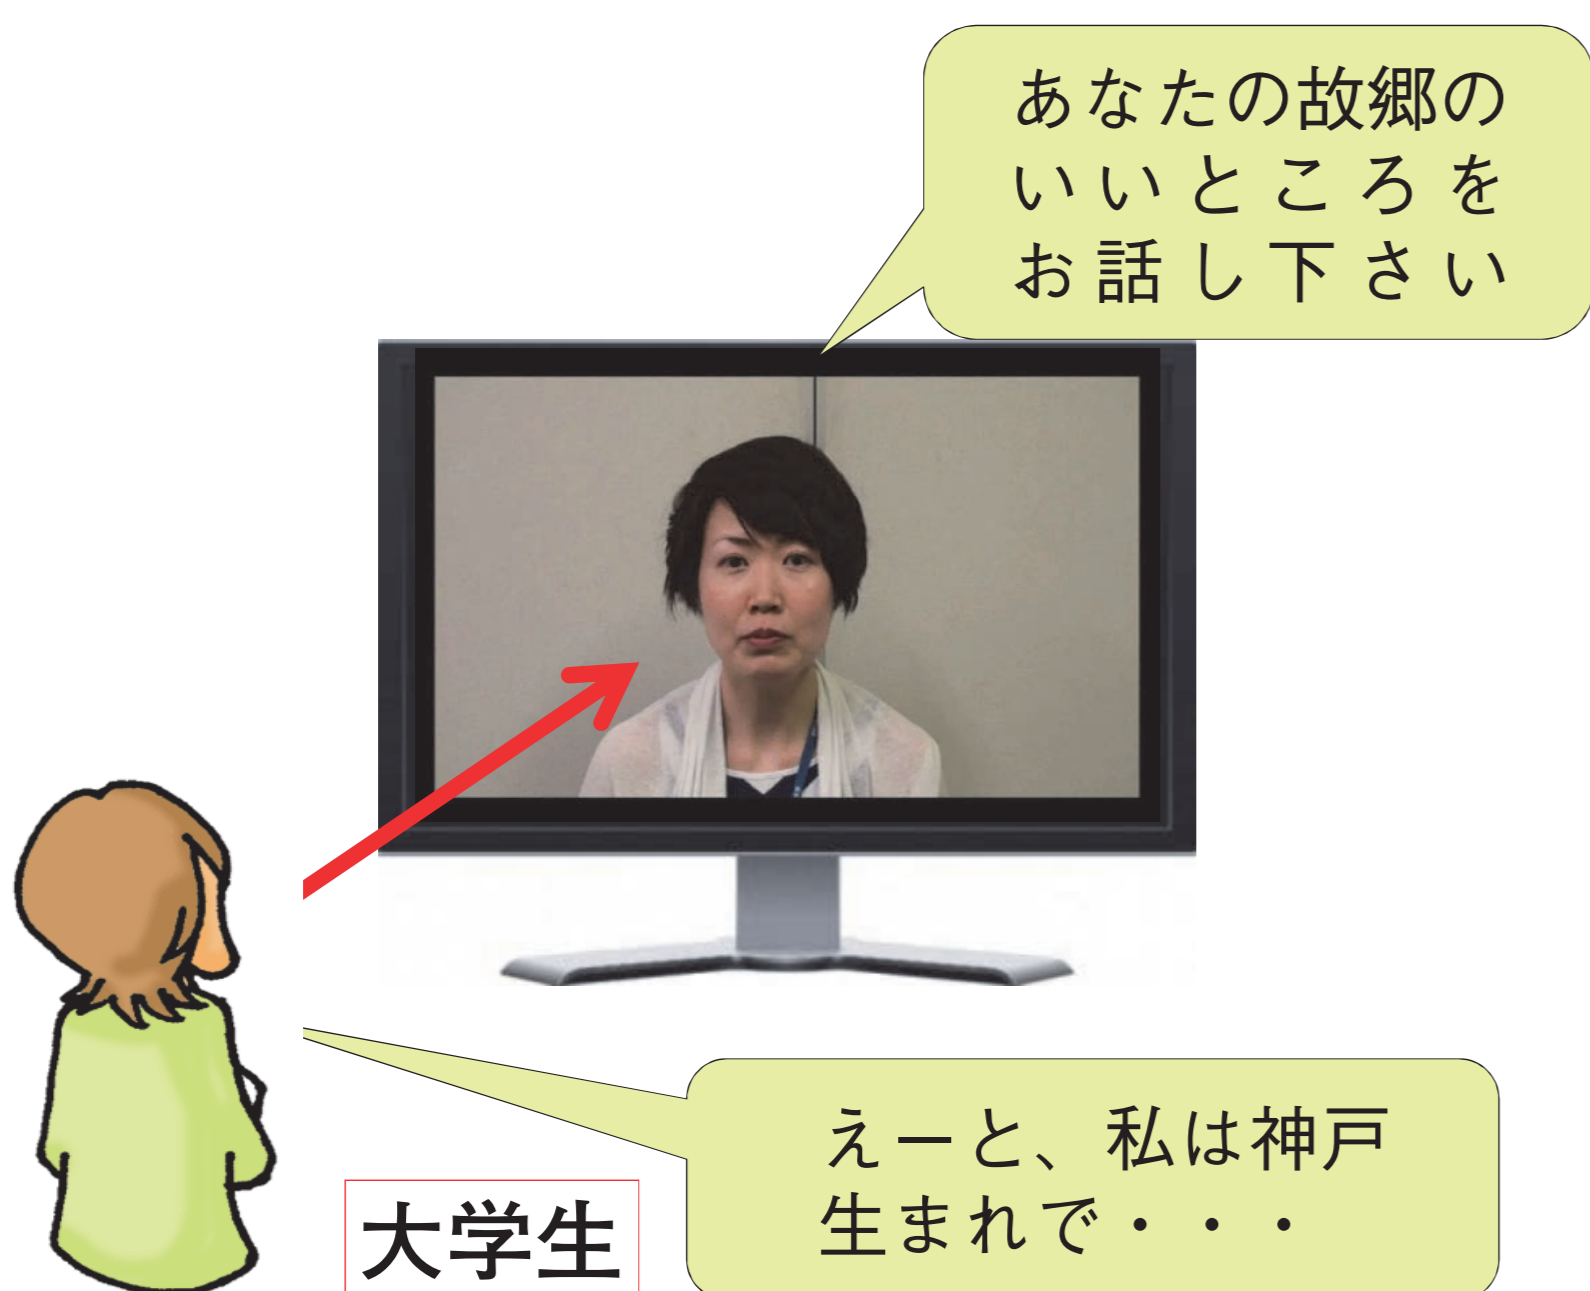 あなたの故郷の
いいところを
お話し下さい
えーと、私は神戸
生まれで・・・
大学生